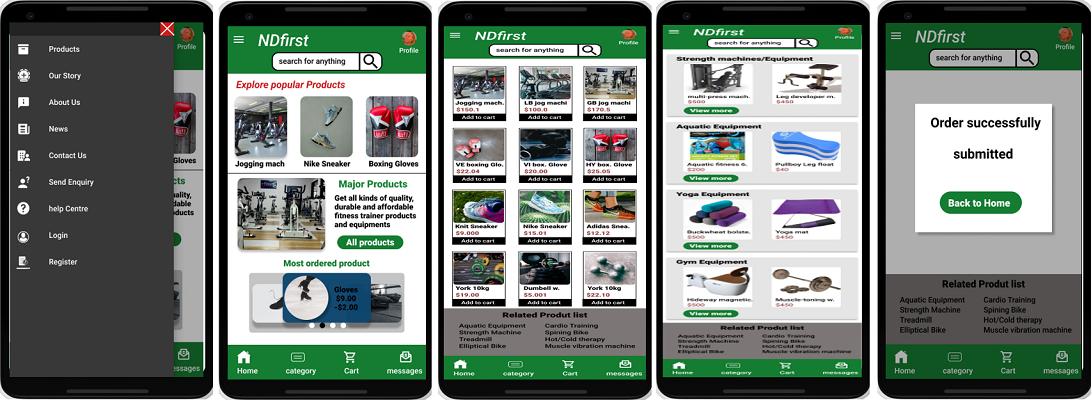 Profile
Products
Our Story
About Us
News
Contact Us
Send Enquiry
help Centre
Login
Register
Gloves
cts
ality,
ordable
oducts
messages
NDfirst
Profile
search for anything
Explore popular Products
Jogging mach
Nike Sneaker
Boxing Gloves
Major Products
Get all kinds of quality,
durable and affordable
fitness trainer products
and equipments
All products
Most ordered product
Gloves
$9.00
-$2.00
Home category Cart messages
NDfirst
Profile
search for anything
Jogging mach. LB jog machi GB jog machi
$150.1 $100.0 $170.5
Add to cart Add to cart Add to cart
VE boxing Glo. VI box. Glove HY box. Glove
$22.04 $20.00 $25.05
Add to cart Add to cart Add to cart
Knit Sneaker Nike Sneaker Adidas Snea.
$9.000 $15.01 $12.12
Add to cart Add to cart Add to cart
York 10kg Dumbell w. York 10kg
$19.00 $5.001 $22.10
Add to cart Add to cart Add to cart
Related Produt list
Aquatic Equipment Cardio Training
Strength Machine Spining Bike
Treadmill Hot/Cold therapy
Elliptical Bike Muscle vibration machine
Home category Cart messages
NDfirst
Profile
search for anything
Strength machines/Equipment
multi-press mach. Leg developer m.
$500 $450
View more
Aquatic Equipment
Aquatic fitness 6. Pullboy Leg float
$200 $40
View more
Yoga Equipment
Buckwheat bolste. Yoga mat
$500 $450
View more
Gym Equipment
Hideway magnetic. Muscle-toning w.
$500 $450
View more
Related Produt list
Aquatic Equipment Cardio Training
Strength Machine Spining Bike
Treadmill Hot/Cold therapy
Elliptical Bike Muscle vibration machine
Home category Cart messages
NDfirst
Profile
search for anything
Order successfully
submitted
Back to Home
Related Produt list
Aquatic Equipment Cardio Training
Strength Machine Spining Bike
Treadmill Hot/Cold therapy
Elliptical Bike Muscle vibration machine
Home category Cart messages